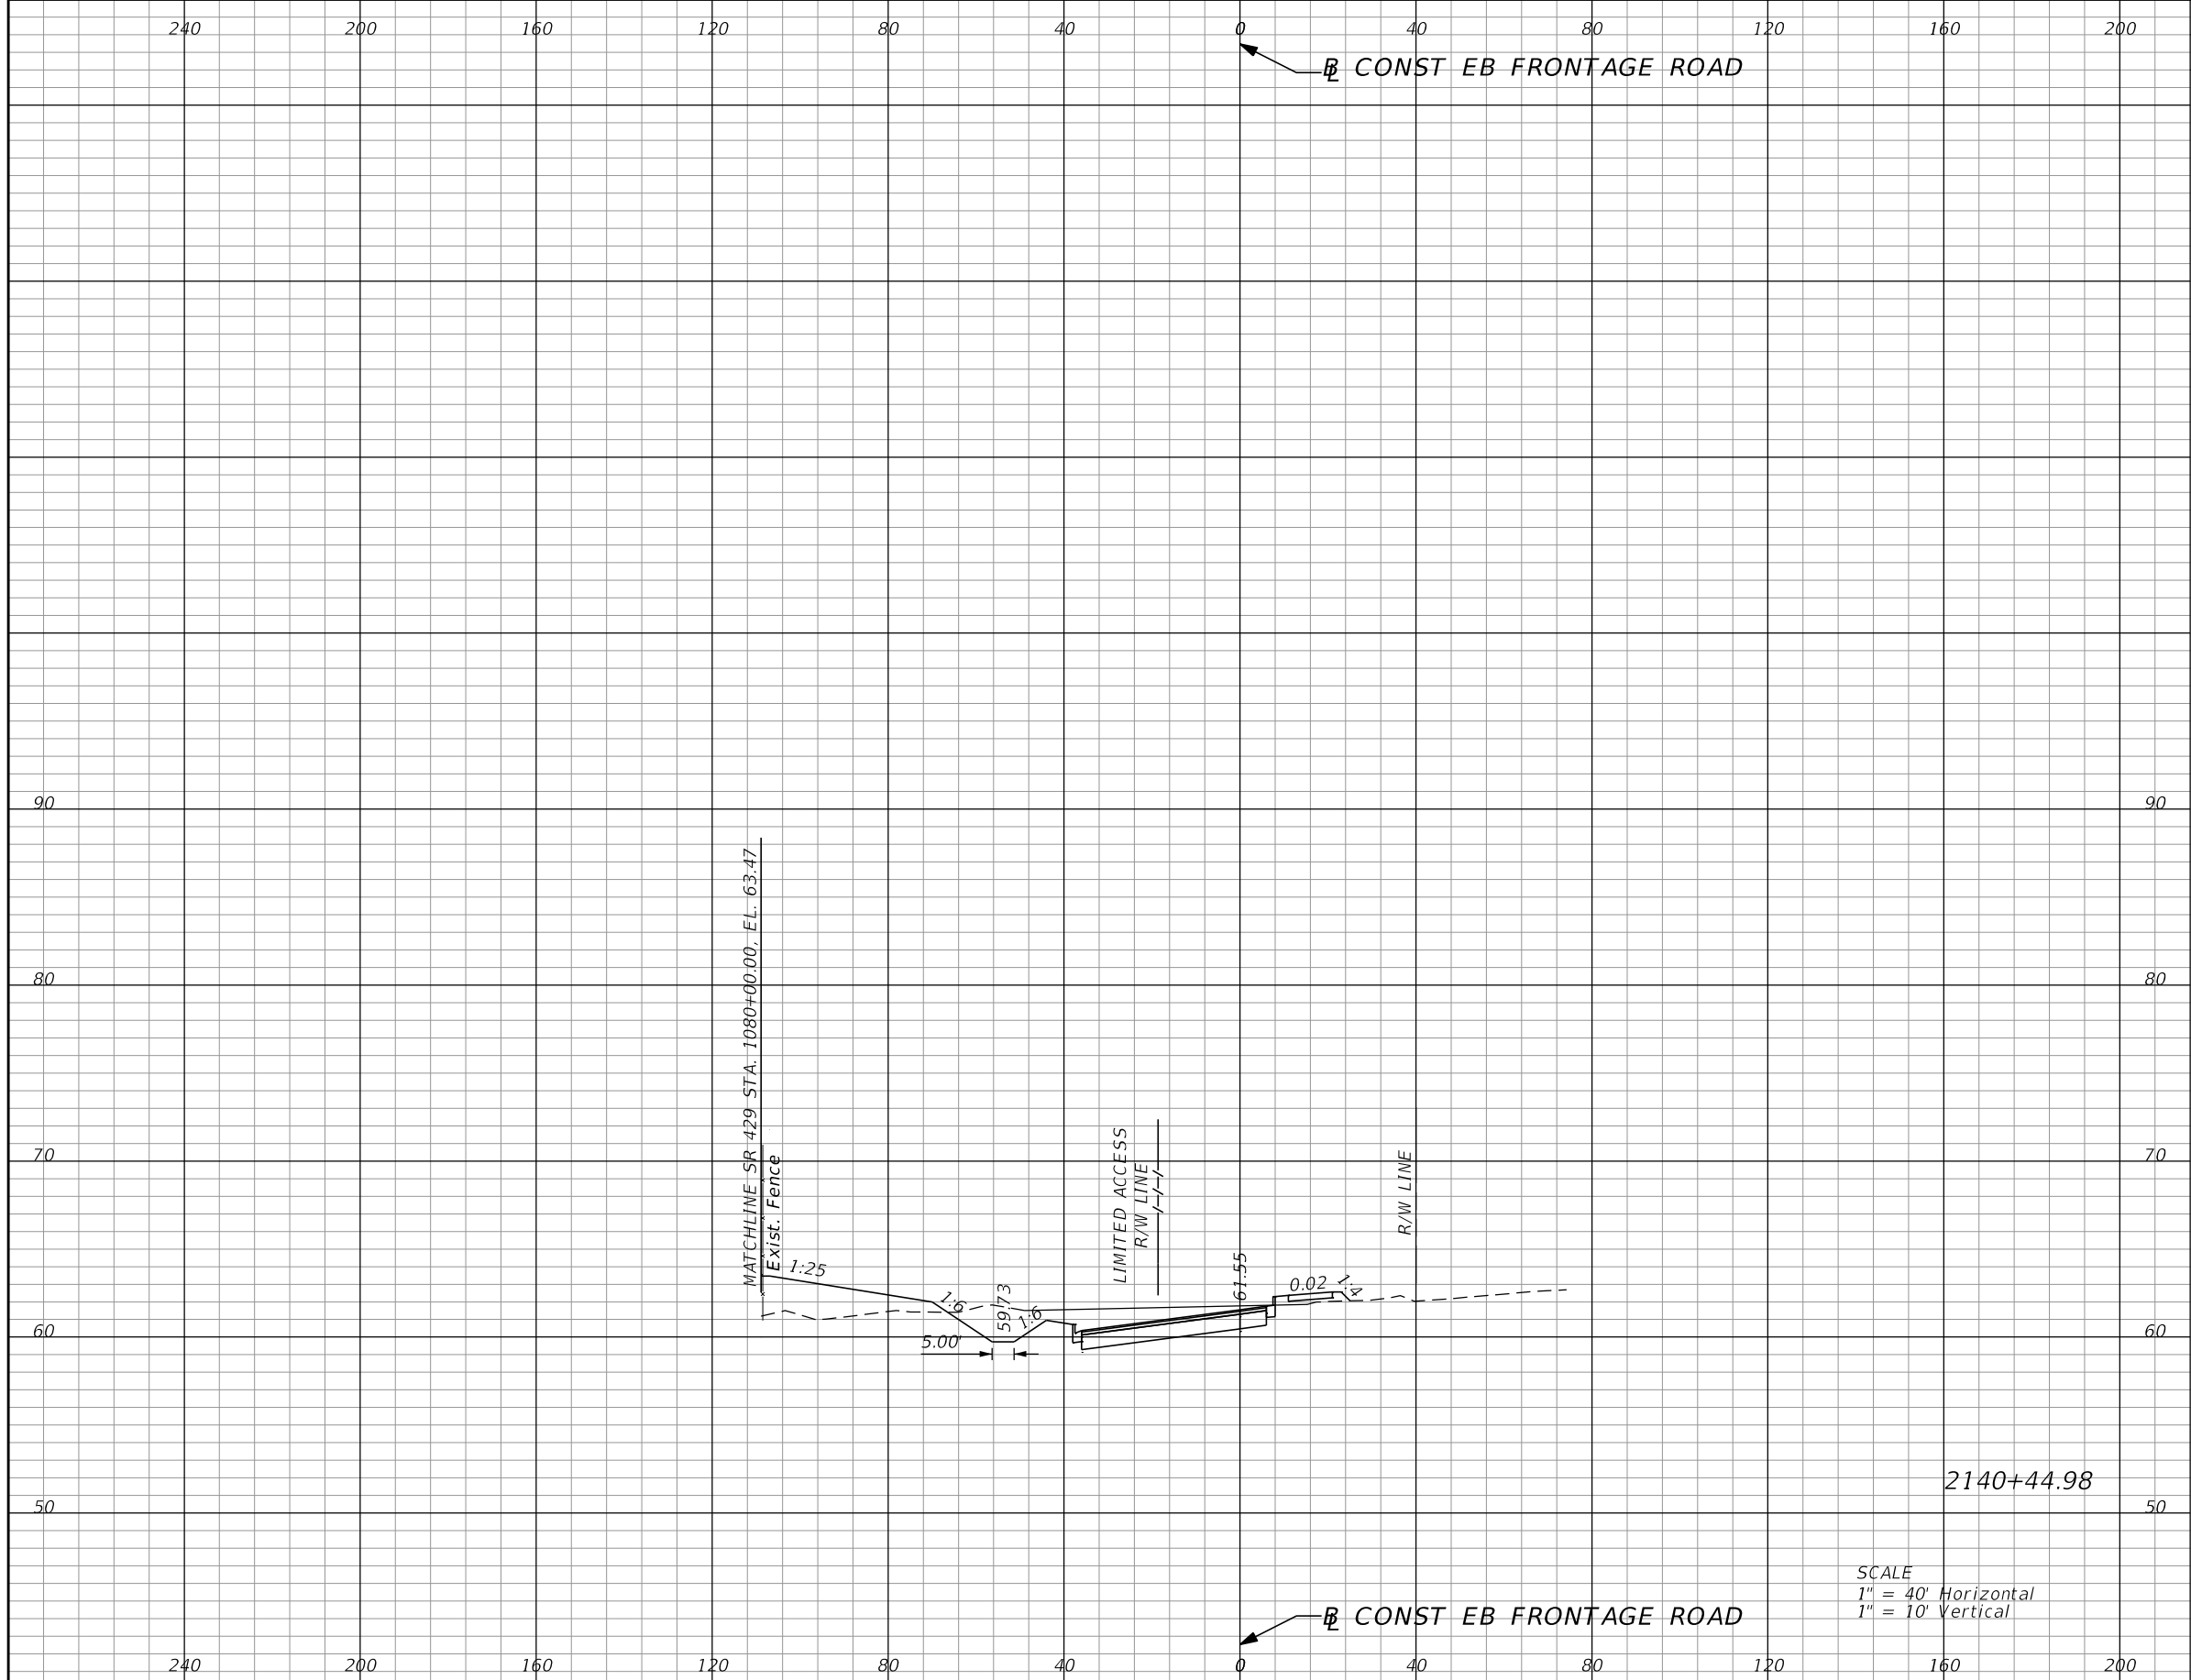 240 200 160 120 80 40 0 40 80 120 160 200
BL CONST EB FRONTAGE ROAD
90 90
MATCHLINE SR 429 STA. 1080+00.00, EL. 63.47
80 80
70 70
Exist. Fence
LIMITED ACCESS
R/W LINE
R/W LINE
1:25
1:6
59.73
1:6
61.55
0.02
1:4
60 60
5.00'
2140+44.98
50 50
SCALE
1" = 40' Horizontal
1" = 10' Vertical
BL CONST EB FRONTAGE ROAD
240 200 160 120 80 40 0 40 80 120 160 200